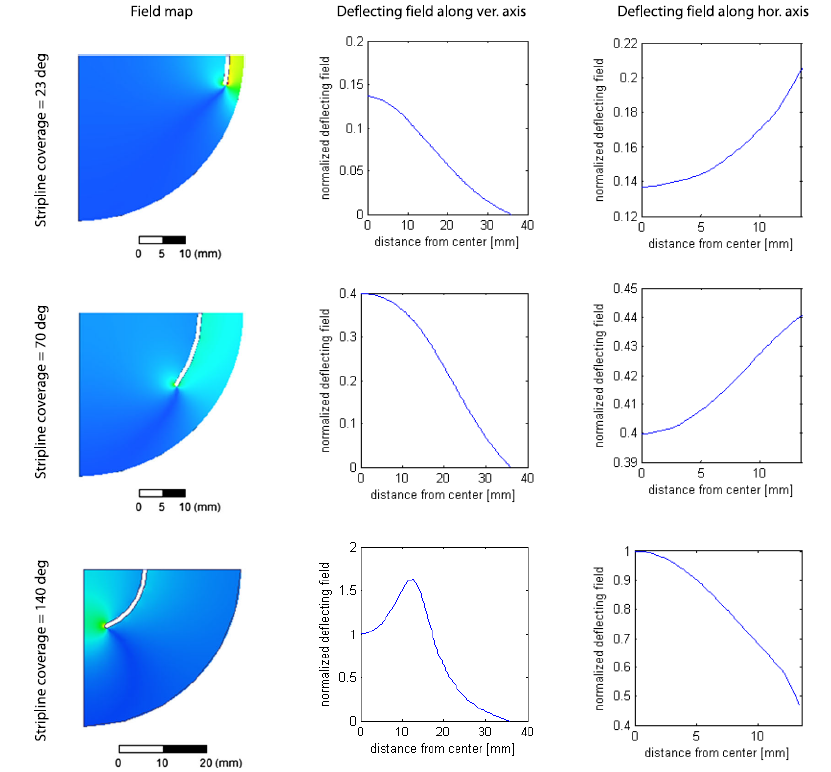 Field map
Deflecting field along ver. axis
Deflecting field along hor. axis
Stripline coverage = 23 deg
0 5 10 (mm)
normalized deflecting field
0.2
0.15
0.1
0.05
0
0 10 20 30 40
distance from center [mm]
normalized deflecting field
0.22
0.2
0.18
0.16
0.14
0.12
0 5 10
distance from center [mm]
Stripline coverage = 70 deg
0 5 10 (mm)
normalized deflecting field
0.4
0.3
0.2
0.1
0
0 10 20 30 40
distance from center [mm]
normalized deflecting field
0.45
0.44
0.43
0.42
0.41
0.4
0.39
0 5 10
distance from center [mm]
Stripline coverage = 140 deg
0 10 20 (mm)
normalized deflecting field
2
1.5
1
0.5
0
0 10 20 30 40
distance from center [mm]
normalized deflecting field
1
0.9
0.8
0.7
0.6
0.5
0.4
0 5 10
distance from center [mm]